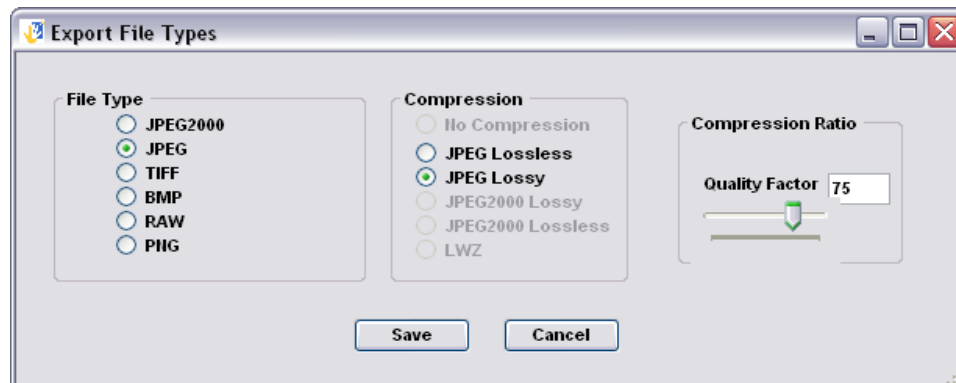 Export File Types
File Type
JPEG2000
JPEG
TIFF
BMP
RAW
PNG
Compression
No Compression
JPEG Lossless
JPEG Lossy
JPEG2000 Lossy
JPEG2000 Lossless
LWZ
Compression Ratio
Quality Factor 75
Save Cancel